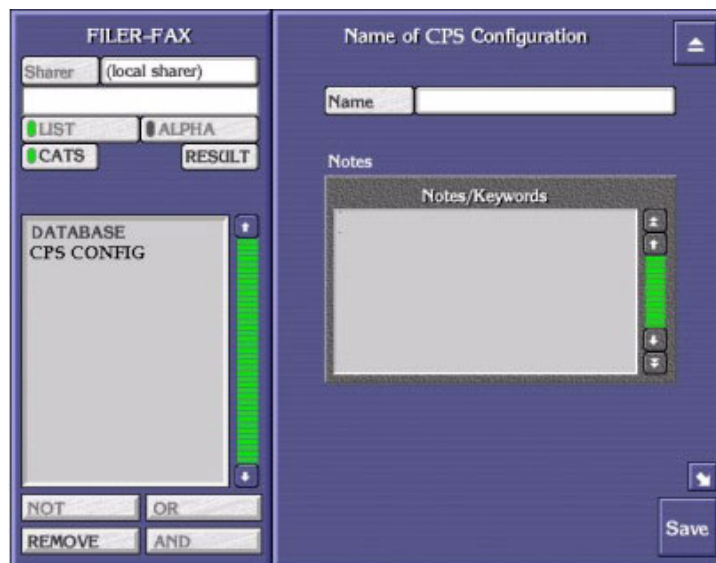 FILER-FAX
Sharer (local sharer)
LIST ALPHA
CATS RESULT
DATABASE
CPS CONFIG
NOT OR
REMOVE AND
Name of CPS Configuration
Name
Notes
Notes/Keywords
Save